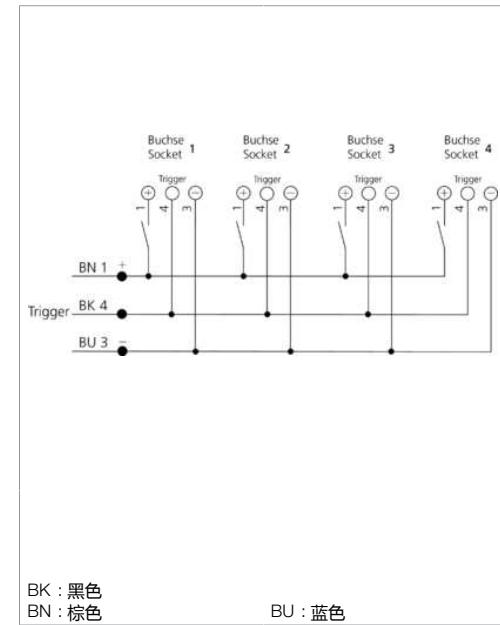 Buchse Socket 1 Buchse Socket 2 Buchse Socket 3 Buchse Socket 4
Trigger Trigger Trigger Trigger
+ − + − + − + −
1 4 3 1 4 3 1 4 3 1 4 3
BN 1 +
Trigger BK 4
BU 3 −
BK : 黑色
BN : 棕色 BU : 蓝色